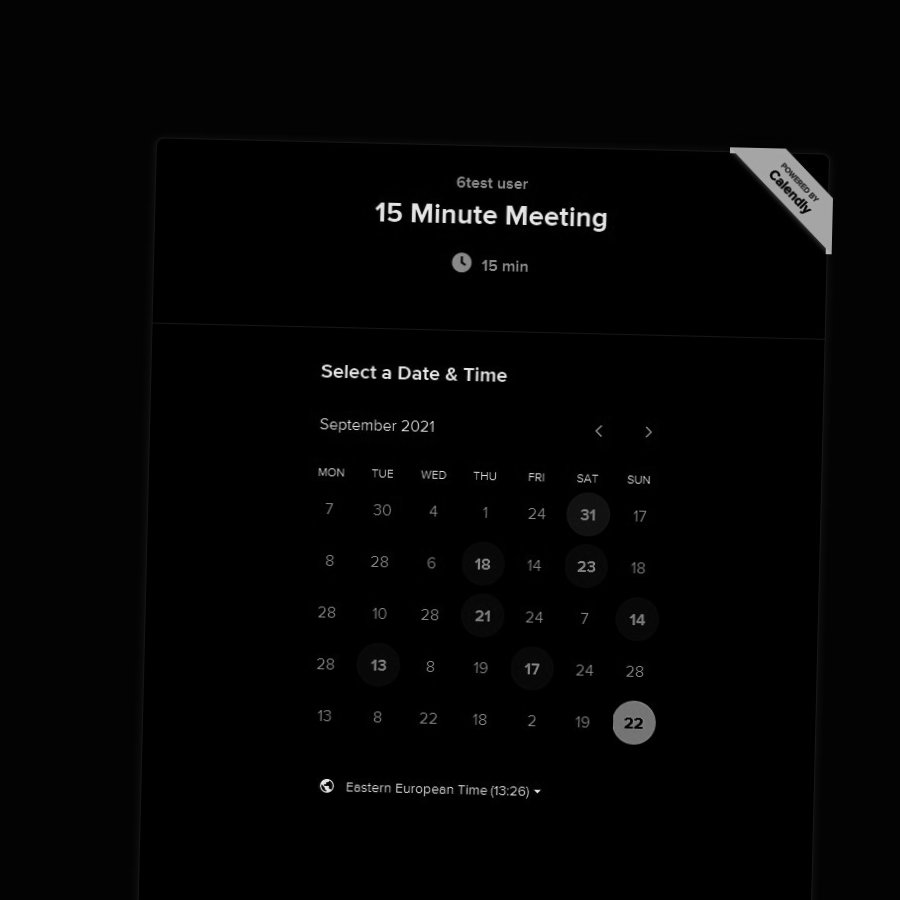 POWERED BY
Calendly
6test user
15 Minute Meeting
15 min
Select a Date & Time
September 2021
MON TUE WED THU FRI SAT SUN
7 30 4 1 24 31 17
8 28 6 18 14 23 18
28 10 28 21 24 7 14
28 13 8 19 17 24 28
13 8 22 18 2 19 22
Eastern European Time (13:26)